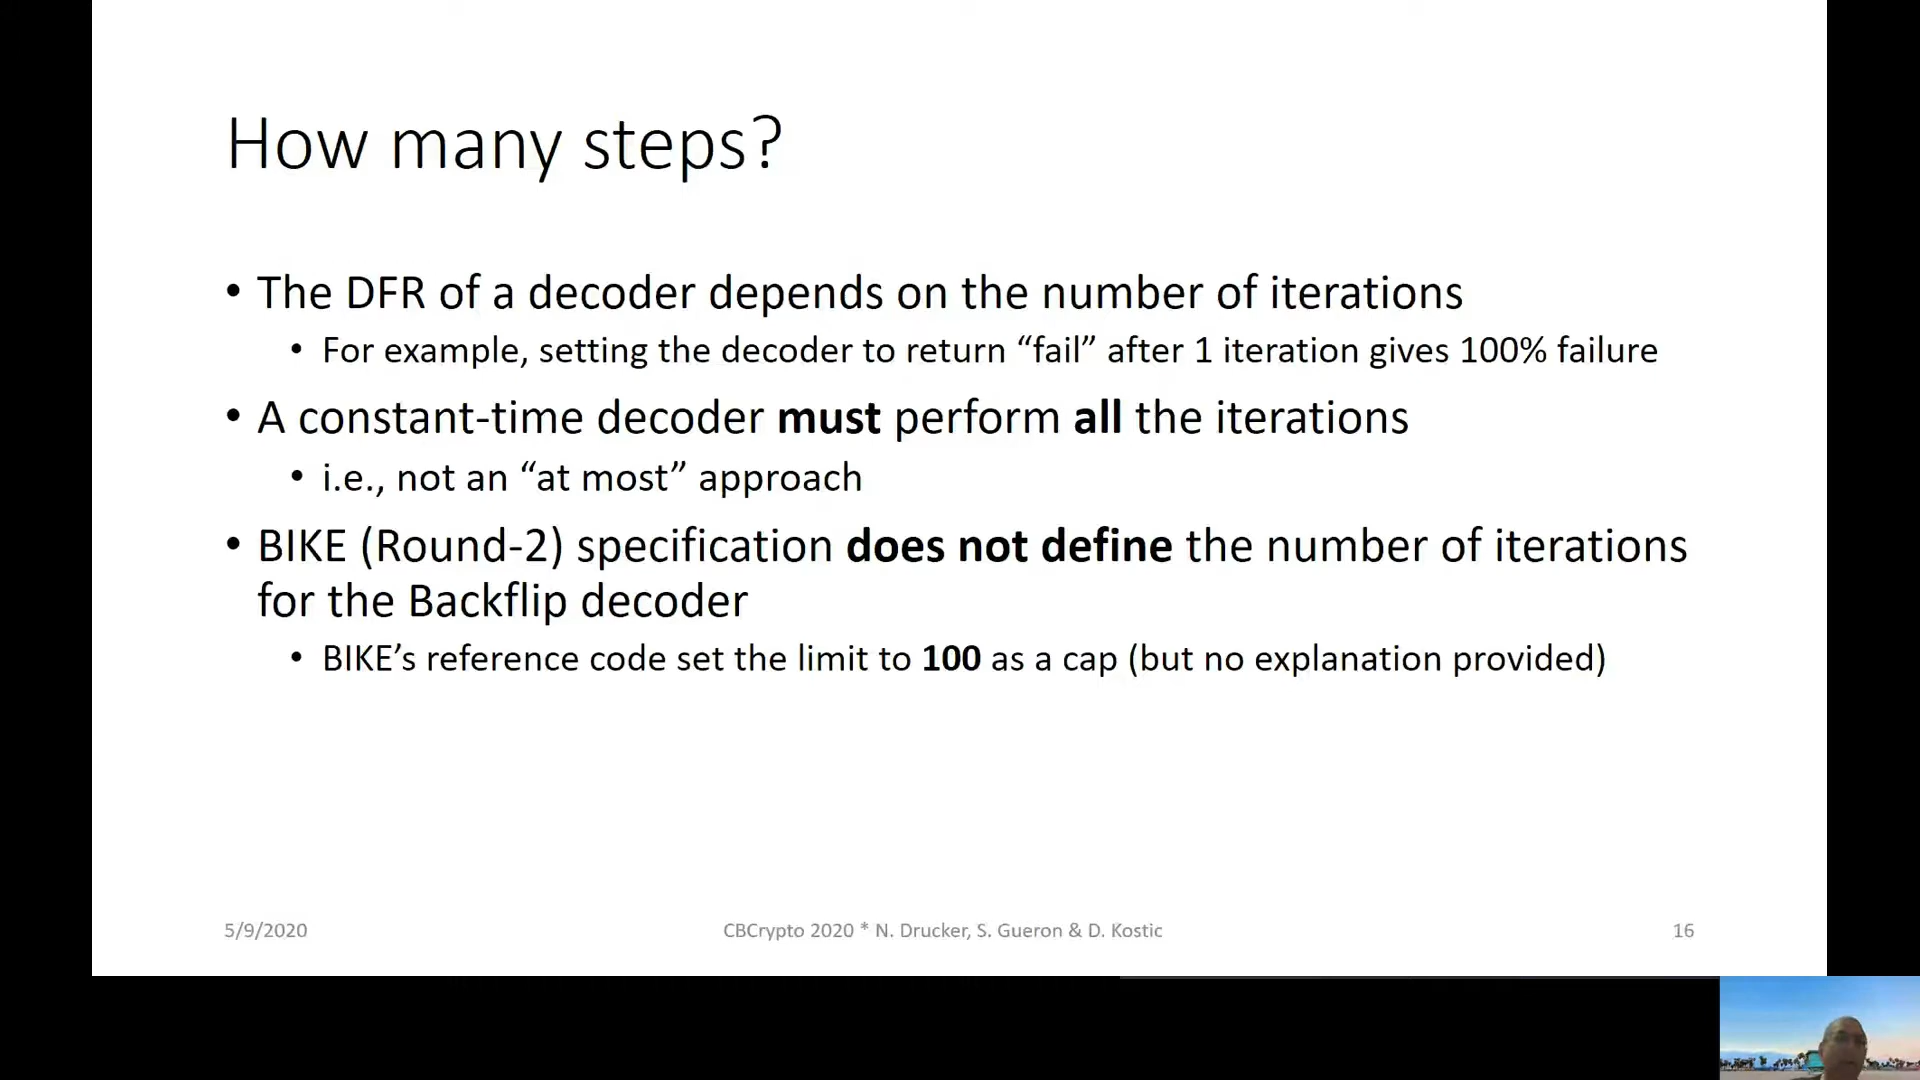 How many steps?
• The DFR of a decoder depends on the number of iterations
• For example, setting the decoder to return “fail” after 1 iteration gives 100% failure
• A constant-time decoder must perform all the iterations
• i.e., not an “at most” approach
• BIKE (Round-2) specification does not define the number of iterations
for the Backflip decoder
• BIKE’s reference code set the limit to 100 as a cap (but no explanation provided)
5/9/2020
CBCrypto 2020 * N. Drucker, S. Gueron & D. Kostic
16